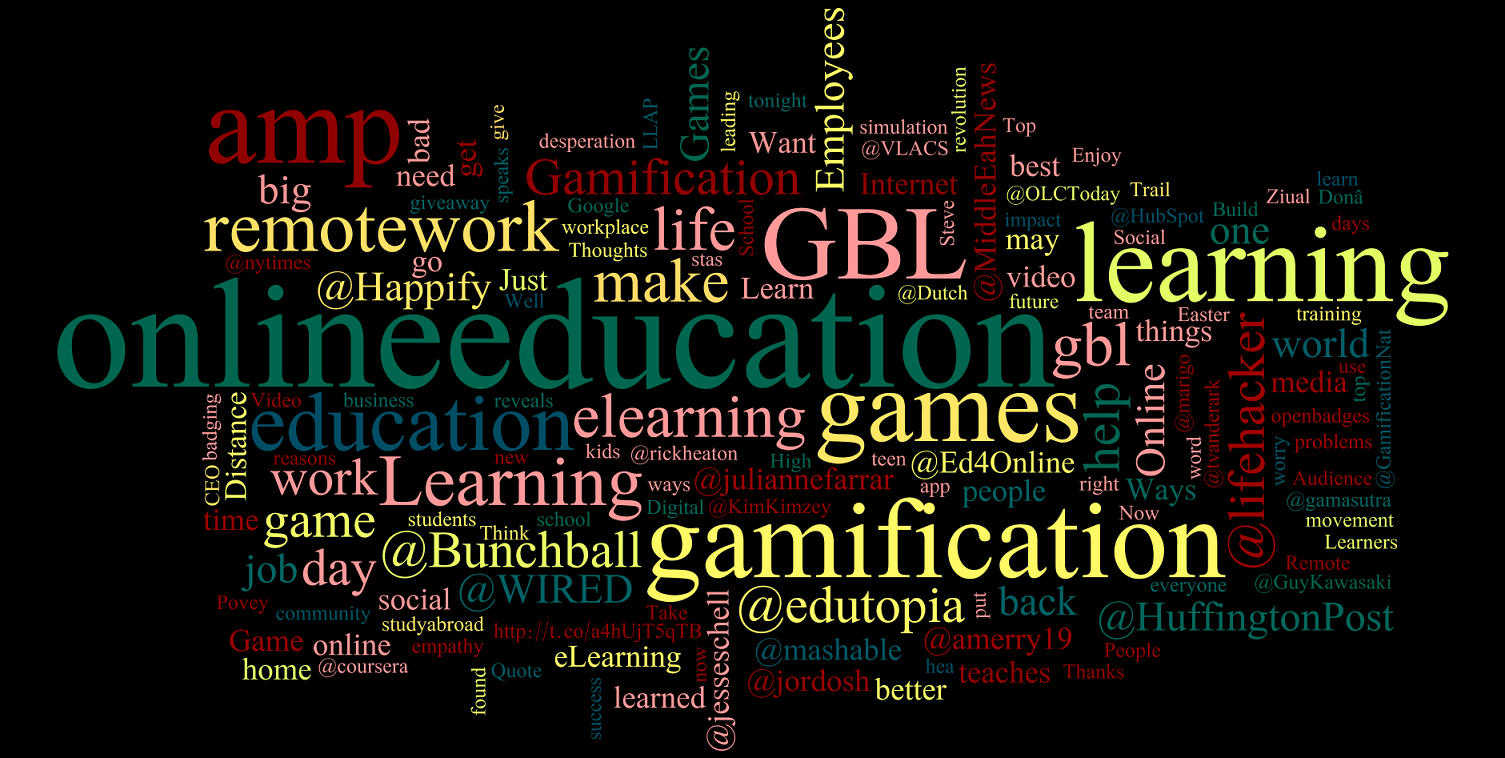 Employees
Games
amp
bad
get
speaks
give
desperation
LLAP
leading
tonight
Want
simulation
@VLACS
revolution
@MiddleEahNews
Top
best
Enjoy
big
need
giveaway
Gamification
Internet
@OLCToday
Trail
learn
Ziual
Donâ
remotework
Google
workplace
Thoughts
life
School
GBL
Steve
impact
may
@HubSpot
Social
Build
one
days
learning
@nytimes
go
@Happify
Just
Well
stas
make
Learn
@Dutch
video
future
team
Easter
training
onlineeducation
gbl
things
@lifehacker
world
use
media
top
@GamificationNat
badging
CEO
Distance
Video
business
reveals
education
elearning
games
help
Online
@marigo
@tvanderark
word
openbadges
worry
problems
reasons
new
kids
@rickheaton
High
teen
@Ed4Online
work
Learning
ways
@juliannefarrar
app
people
right
Ways
Audience
@gamasutra
time
game
students
Think
school
Digital
@KimKimzey
Now
movement
Learners
job
day
@Bunchball
gamification
Remote
everyone
@GuyKawasaki
Povey
community
social
@WIRED
Take
@jesseschell
@edutopia
put
back
@HuffingtonPost
studyabroad
Game
online
empathy
http://t.co/a4hUjT5qTB
@mashable
@amerry19
People
home
@coursera
found
Quote
eLearning
now
@jordosh
hea
teaches
Thanks
success
learned
better